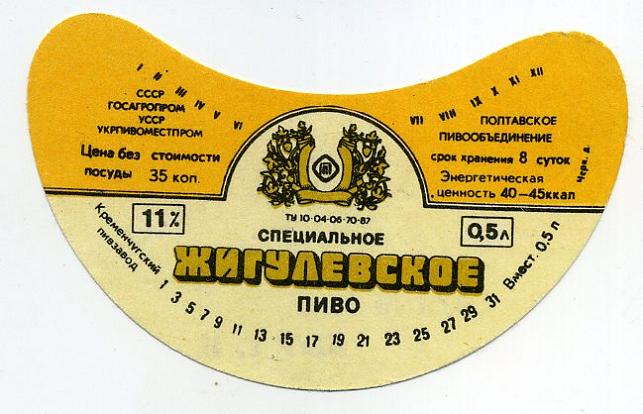 I II III IV V VI
VII VIII IX X XI XII
СССР
ГОСАГРОПРОМ
УССР
УКРПИВОМЕСТПРОМ
Цена без стоимости
посуды 35 коп.
ПОЛТАВСКОЕ
ПИВООБЪЕДИНЕНИЕ
срок хранения 8 суток
Энергетическая
ценность 40–45ккал
Черк. д.
ТУ 10·04·06·70·87
11%
0,5л
СПЕЦИАЛЬНОЕ
ЖИГУЛЕВСКОЕ
ПИВО
Кременчугский
пивзавод
1 3 5 7 9 11 13 15 17 19 21 23 25 27 29 31
Вмест. 0,5 л